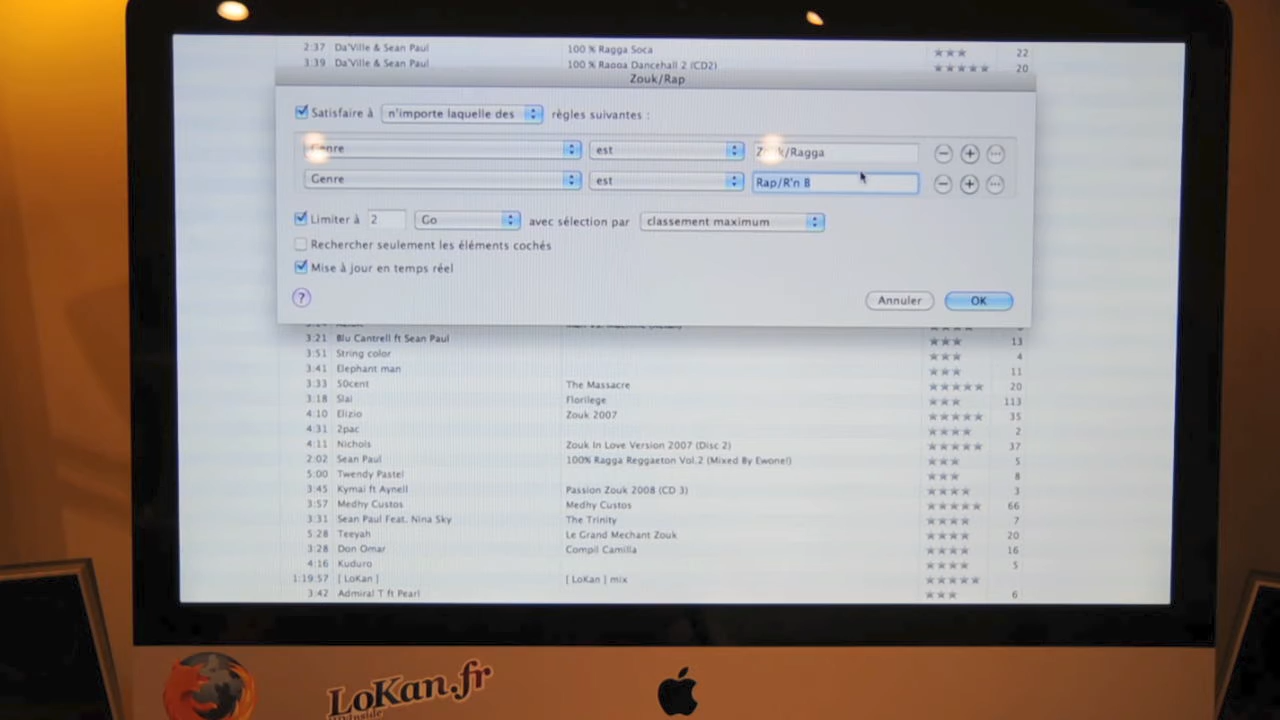 2:37 Da'Ville & Sean Paul 100 % Ragga Soca ★★★ 22
3:39 Da'Ville & Sean Paul 100 % Ragga Dancehall 2 (CD2) ★★★★★ 20
Zouk/Rap
Satisfaire à n'importe laquelle des règles suivantes :
Genre est Zouk/Ragga
Genre est Rap/R'n B
Limiter à 2 Go avec sélection par classement maximum
Rechercher seulement les éléments cochés
Mise à jour en temps réel
? Annuler OK
3:21 Blu Cantrell ft Sean Paul ★★★ 13
3:51 String color ★★★ 4
3:41 Elephant man ★★★ 11
3:33 50cent The Massacre ★★★★★ 20
3:18 Slai Florilege ★★★ 113
4:10 Elizio Zouk 2007 ★★★★★ 35
4:31 2pac ★★★★ 2
4:11 Nichols Zouk In Love Version 2007 (Disc 2) ★★★★★ 37
2:02 Sean Paul 100% Ragga Reggaeton Vol.2 (Mixed By Ewone!) ★★★ 5
5:00 Twendy Pastel ★★★ 8
3:45 Kymaï ft Aynell Passion Zouk 2008 (CD 3) ★★★★ 3
3:57 Medhy Custos Medhy Custos ★★★★★ 66
3:31 Sean Paul Feat. Nina Sky The Trinity ★★★★ 7
5:28 Teeyah Le Grand Mechant Zouk ★★★★ 20
3:28 Don Omar Compil Camilla ★★★★ 16
4:16 Kuduro ★★★★ 5
1:19:57 [ LoKan ] [ LoKan ] mix ★★★★★
3:42 Admiral T ft Pearl ★★★ 6
LoKan.fr